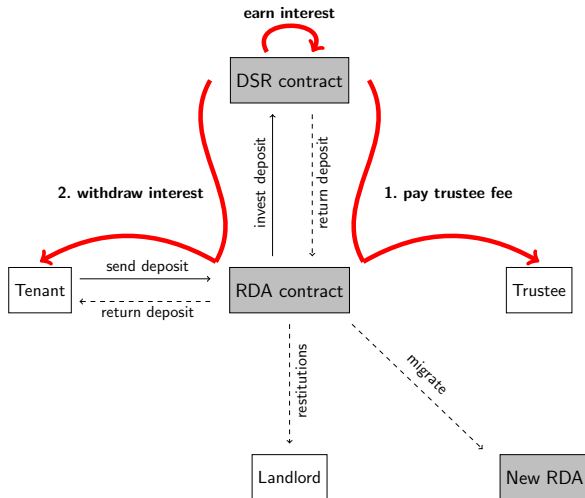 earn interest
DSR contract
2. withdraw interest
invest deposit
return deposit
1. pay trustee fee
Tenant
send deposit
return deposit
RDA contract
Trustee
restitutions
migrate
Landlord
New RDA